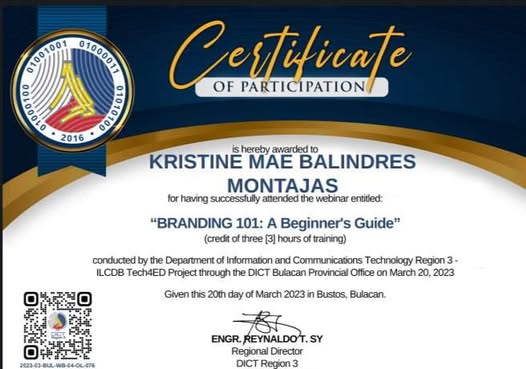 01001001 01000011
01000100 0101010
• 2016 •
Certificate
OF PARTICIPATION
is hereby awarded to
KRISTINE MAE BALINDRES
MONTAJAS
for having successfully attended the webinar entitled:
“BRANDING 101: A Beginner's Guide”
(credit of three [3] hours of training)
conducted by the Department of Information and Communications Technology Region 3 -
ILCDB Tech4ED Project through the DICT Bulacan Provincial Office on March 20, 2023
Given this 20th day of March 2023 in Bustos, Bulacan.
ENGR. REYNALDO T. SY
Regional Director
DICT Region 3
2023-03-BUL-WB-04-OL-076